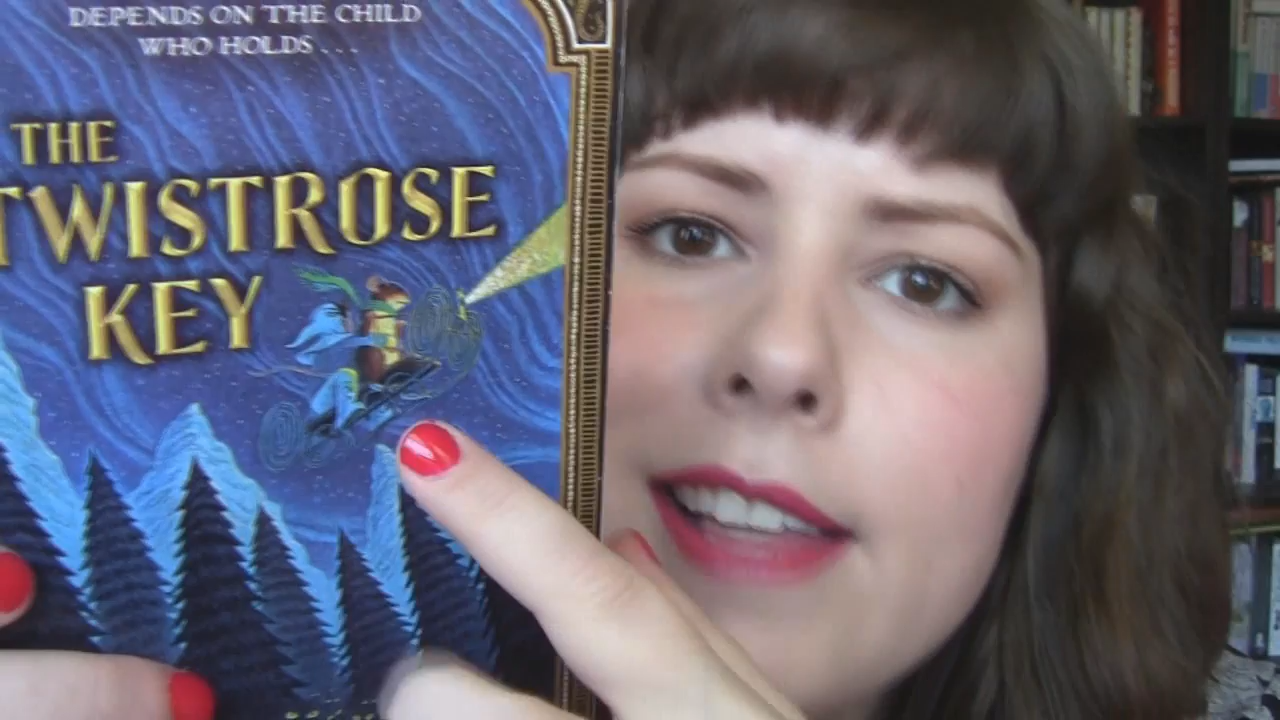 DEPENDS ON THE CHILD
WHO HOLDS . . .
THE
TWISTROSE
KEY